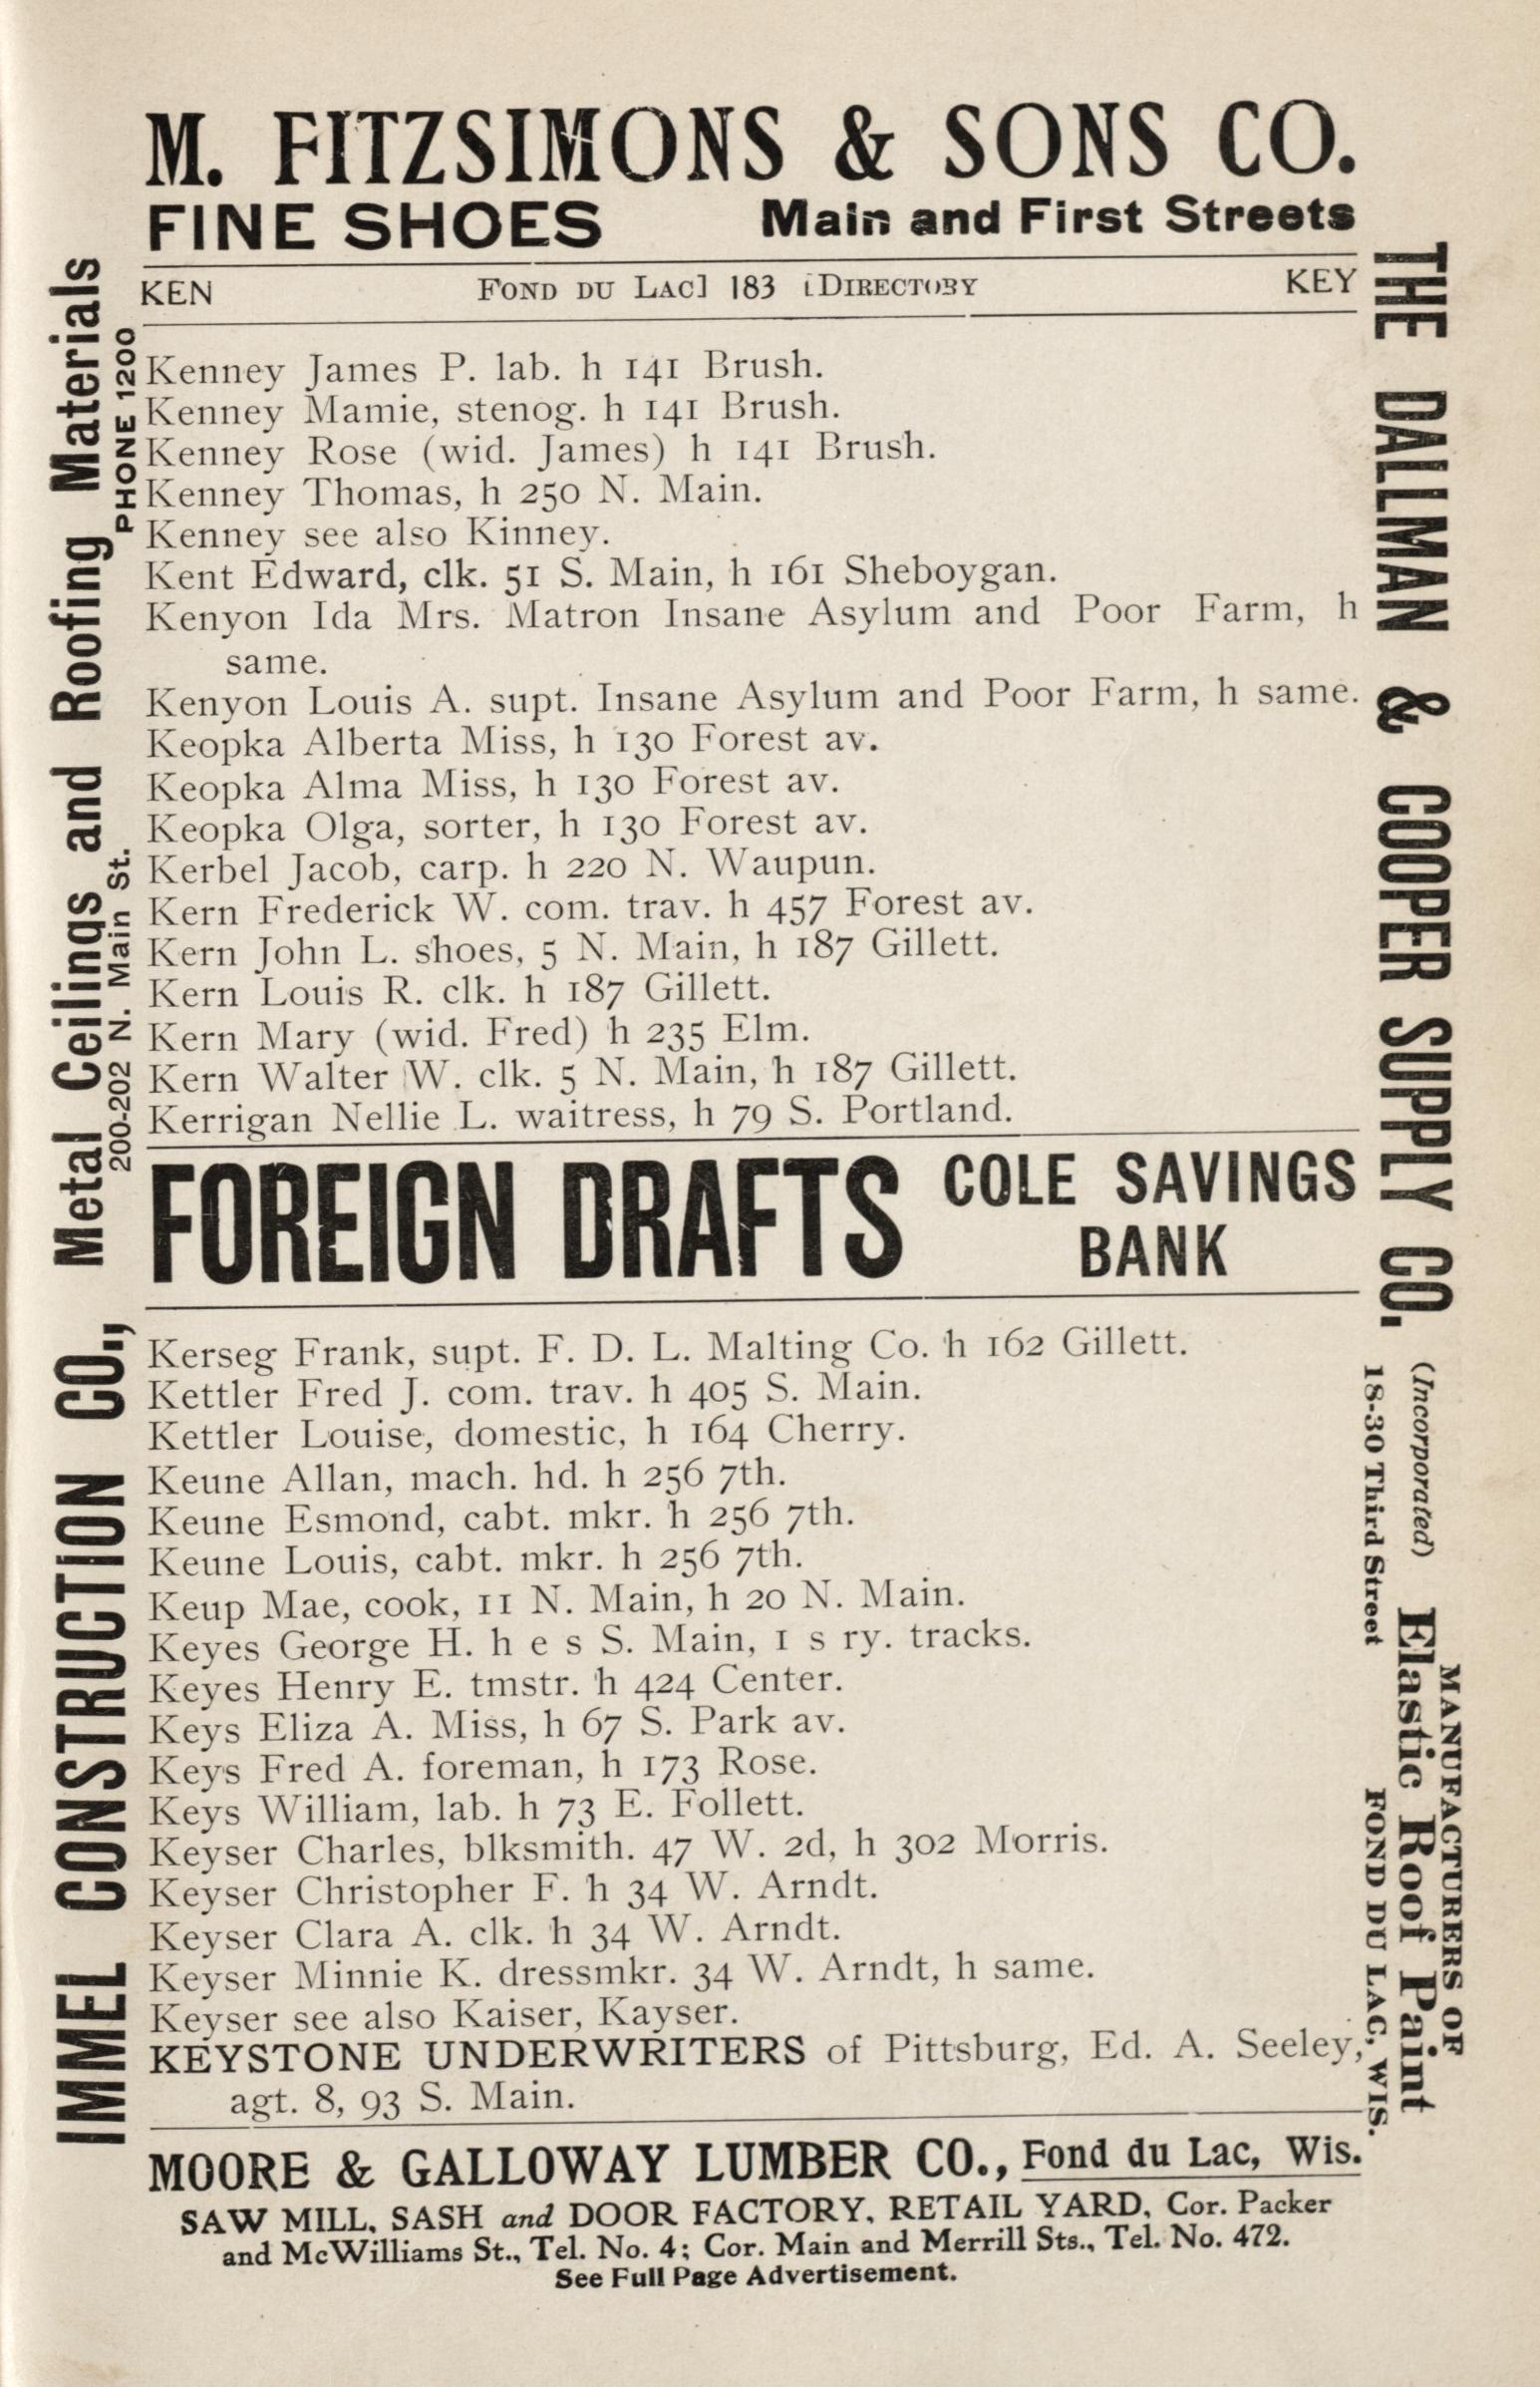 M. FITZSIMONS & SONS CO.
FINE SHOES Main and First Streets
KEN FOND DU LAC] 183 [DIRECTORY KEY
Kenney James P. lab. h 141 Brush.
Kenney Mamie, stenog. h 141 Brush.
Kenney Rose (wid. James) h 141 Brush.
Kenney Thomas, h 250 N. Main.
Kenney see also Kinney.
Kent Edward, clk. 51 S. Main, h 161 Sheboygan.
Kenyon Ida Mrs. Matron Insane Asylum and Poor Farm, h
same.
Kenyon Louis A. supt. Insane Asylum and Poor Farm, h same.
Keopka Alberta Miss, h 130 Forest av.
Keopka Alma Miss, h 130 Forest av.
Keopka Olga, sorter, h 130 Forest av.
Kerbel Jacob, carp. h 220 N. Waupun.
Kern Frederick W. com. trav. h 457 Forest av.
Kern John L. shoes, 5 N. Main, h 187 Gillett.
Kern Louis R. clk. h 187 Gillett.
Kern Mary (wid. Fred) h 235 Elm.
Kern Walter W. clk. 5 N. Main, h 187 Gillett.
Kerrigan Nellie L. waitress, h 79 S. Portland.
FOREIGN DRAFTS COLE SAVINGS
BANK
Kerseg Frank, supt. F. D. L. Malting Co. h 162 Gillett.
Kettler Fred J. com. trav. h 405 S. Main.
Kettler Louise, domestic, h 164 Cherry.
Keune Allan, mach. hd. h 256 7th.
Keune Esmond, cabt. mkr. h 256 7th.
Keune Louis, cabt. mkr. h 256 7th.
Keup Mae, cook, 11 N. Main, h 20 N. Main.
Keyes George H. h e s S. Main, 1 s ry. tracks.
Keyes Henry E. tmstr. h 424 Center.
Keys Eliza A. Miss, h 67 S. Park av.
Keys Fred A. foreman, h 173 Rose.
Keys William, lab. h 73 E. Follett.
Keyser Charles, blksmith. 47 W. 2d, h 302 Morris.
Keyser Christopher F. h 34 W. Arndt.
Keyser Clara A. clk. h 34 W. Arndt.
Keyser Minnie K. dressmkr. 34 W. Arndt, h same.
Keyser see also Kaiser, Kayser.
KEYSTONE UNDERWRITERS of Pittsburg, Ed. A. Seeley,
agt. 8, 93 S. Main.
MOORE & GALLOWAY LUMBER CO., Fond du Lac, Wis.
SAW MILL, SASH and DOOR FACTORY, RETAIL YARD, Cor. Packer
and McWilliams St., Tel. No. 4; Cor. Main and Merrill Sts., Tel. No. 472.
See Full Page Advertisement.
IMMEL CONSTRUCTION CO., Metal Ceilings and Roofing Materials
200-202 N. Main St. PHONE 1200
THE DALLMAN & COOPER SUPPLY CO.
(Incorporated)
18-30 Third Street
MANUFACTURERS OF
Elastic Roof Paint
FOND DU LAC, WIS.